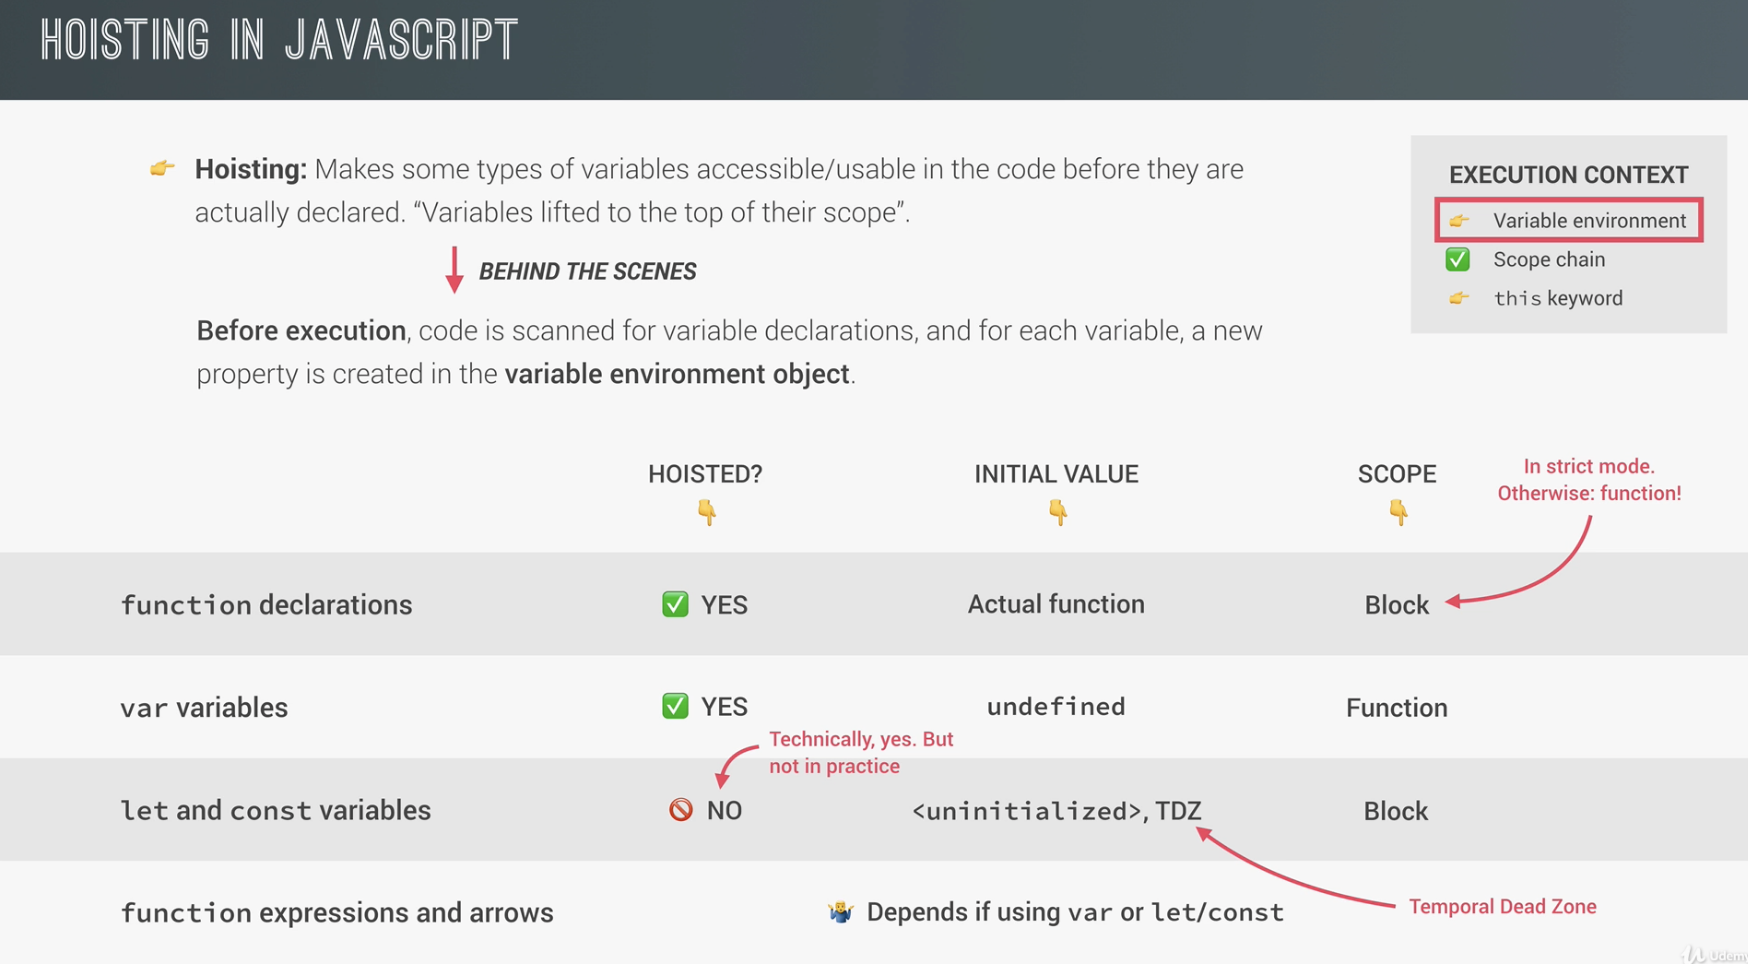 HOISTING IN JAVASCRIPT
Hoisting: Makes some types of variables accessible/usable in the code before they are
actually declared. “Variables lifted to the top of their scope”.
BEHIND THE SCENES
Before execution, code is scanned for variable declarations, and for each variable, a new
property is created in the variable environment object.
EXECUTION CONTEXT
Variable environment
Scope chain
this keyword
HOISTED?
INITIAL VALUE
SCOPE
In strict mode.
Otherwise: function!
function declarations
YES
Actual function
Block
var variables
YES
undefined
Function
Technically, yes. But
not in practice
let and const variables
NO
<uninitialized>, TDZ
Block
Temporal Dead Zone
function expressions and arrows
Depends if using var or let/const
Udemy